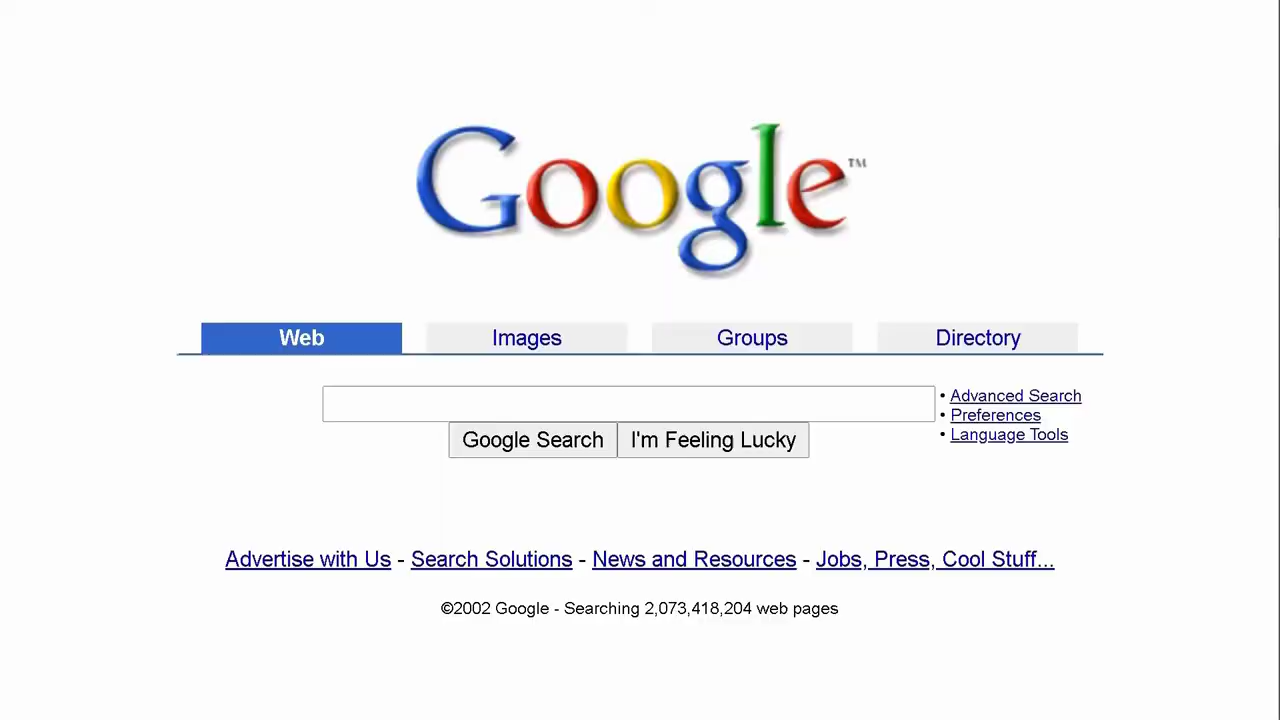 Google™
Web Images Groups Directory
• Advanced Search
• Preferences
• Language Tools
Google Search I'm Feeling Lucky
Advertise with Us - Search Solutions - News and Resources - Jobs, Press, Cool Stuff...
©2002 Google - Searching 2,073,418,204 web pages